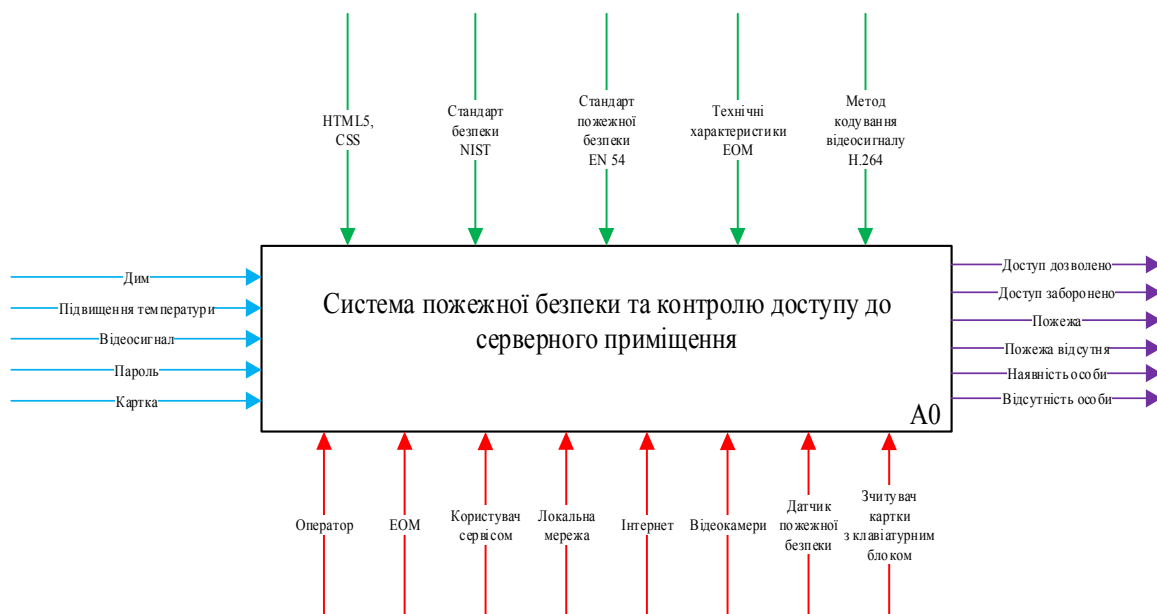 HTML5,
CSS
Стандарт
безпеки
NIST
Стандарт
пожежної
безпеки
EN 54
Технічні
характеристики
ЕОМ
Метод
кодування
відеосигналу
H.264
Дим
Підвищення температури
Відеосигнал
Пароль
Картка
Система пожежної безпеки та контролю доступу до
серверного приміщення
A0
Доступ дозволено
Доступ заборонено
Пожежа
Пожежа відсутня
Наявність особи
Відсутність особи
Оператор
ЕОМ
Користувач
сервісом
Локальна
мережа
Інтернет
Відеокамери
Датчик
пожежної
безпеки
Зчитувач
картки
з клавіатурним
блоком